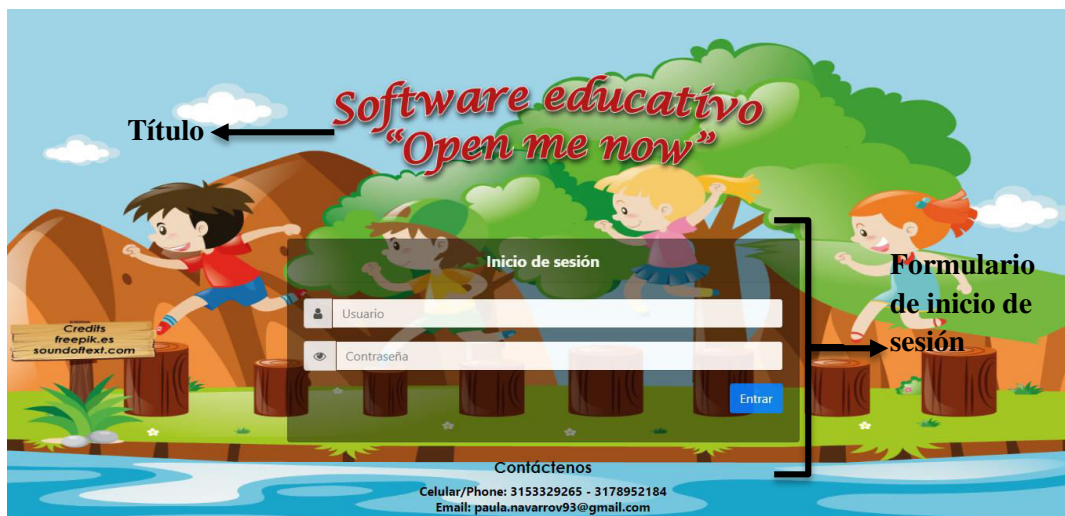 Software educativo
"Open me now"
Título
Inicio de sesión
Usuario
Contraseña
Entrar
Formulario
de inicio de
sesión
Credits
freepik.es
soundoftext.com
Contáctenos
Celular/Phone: 3153329265 - 3178952184
Email: paula.navarrov93@gmail.com